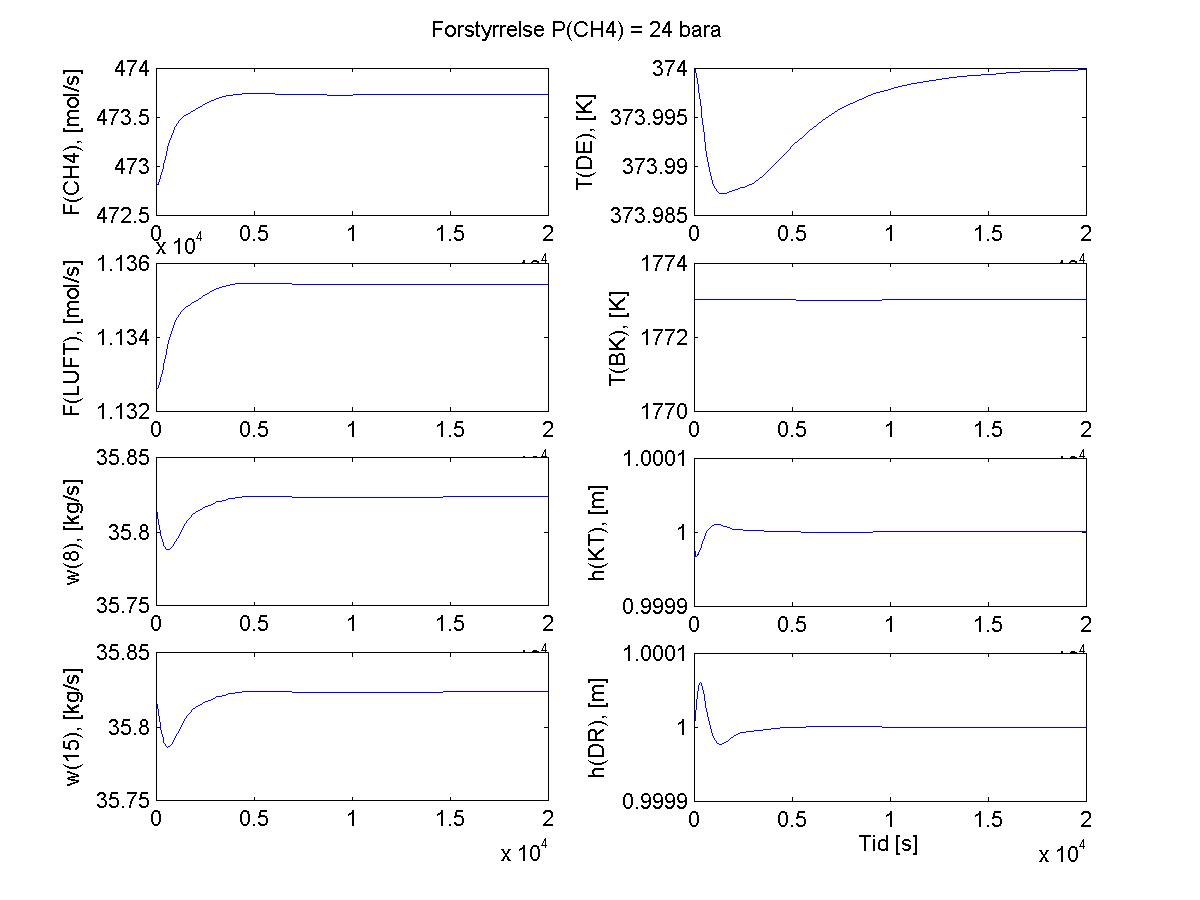 Forstyrrelse P(CH4) = 24 bara
F(CH4), [mol/s]
474
473.5
473
472.5
0 0.5 1 1.5 2
T(DE), [K]
374
373.995
373.99
373.985
0 0.5 1 1.5 2
x 10^4
F(LUFT), [mol/s]
1.136
1.134
1.132
0 0.5 1 1.5 2
T(BK), [K]
1774
1772
1770
0 0.5 1 1.5 2
w(8), [kg/s]
35.85
35.8
35.75
0 0.5 1 1.5 2
h(KT), [m]
1.0001
1
0.9999
0 0.5 1 1.5 2
w(15), [kg/s]
35.85
35.8
35.75
0 0.5 1 1.5 2
x 10^4
h(DR), [m]
1.0001
1
0.9999
0 0.5 1 1.5 2
Tid [s]
x 10^4